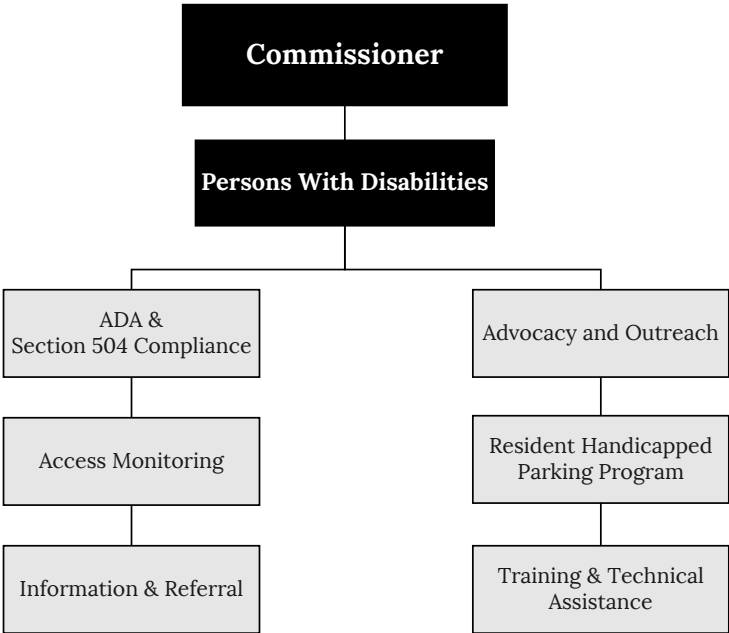 Commissioner
Persons With Disabilities
ADA &
Section 504 Compliance
Access Monitoring
Information & Referral
Advocacy and Outreach
Resident Handicapped
Parking Program
Training & Technical
Assistance